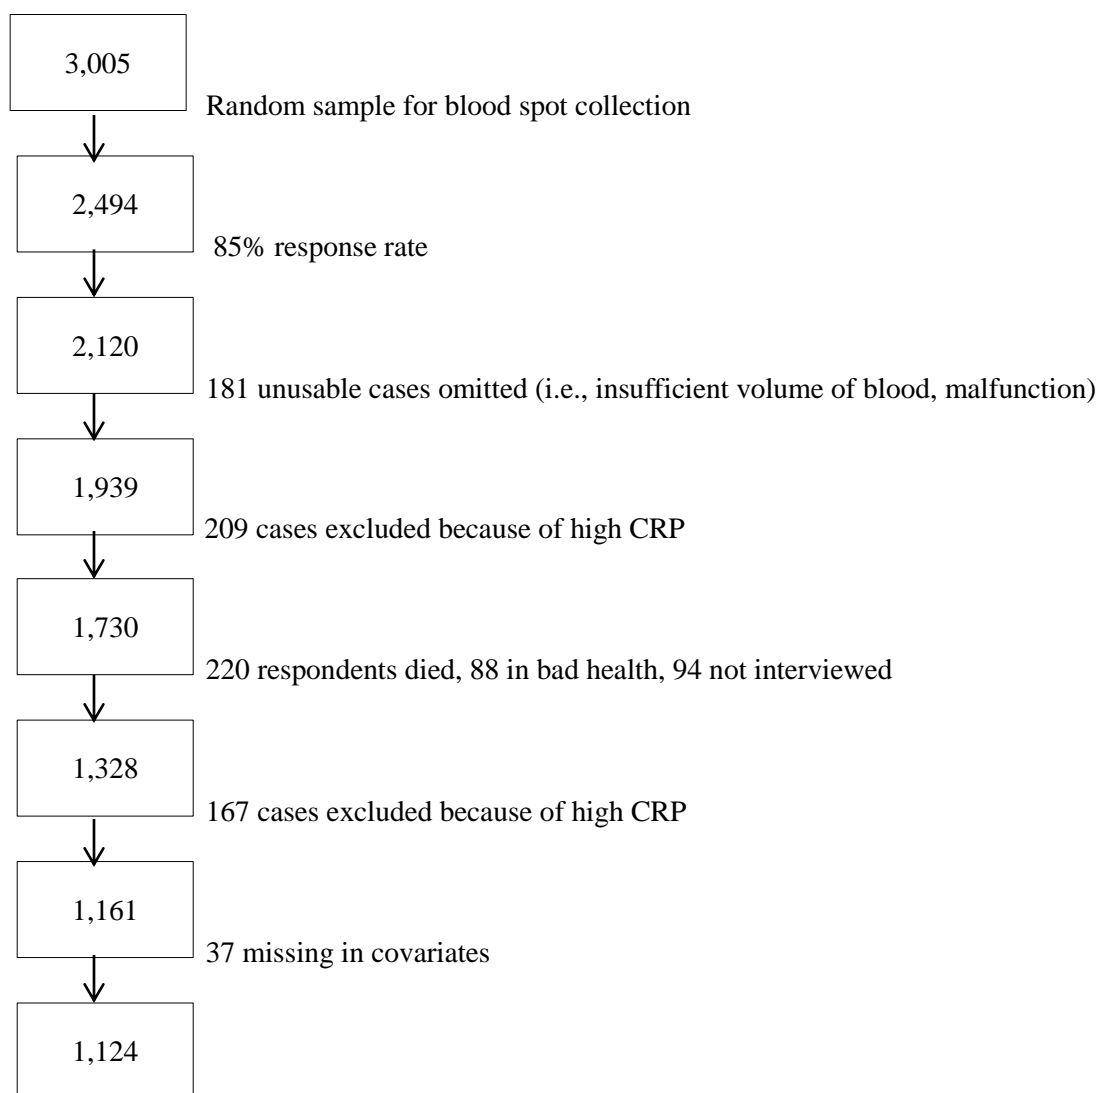 3,005
Random sample for blood spot collection
2,494
85% response rate
2,120
181 unusable cases omitted (i.e., insufficient volume of blood, malfunction)
1,939
209 cases excluded because of high CRP
1,730
220 respondents died, 88 in bad health, 94 not interviewed
1,328
167 cases excluded because of high CRP
1,161
37 missing in covariates
1,124